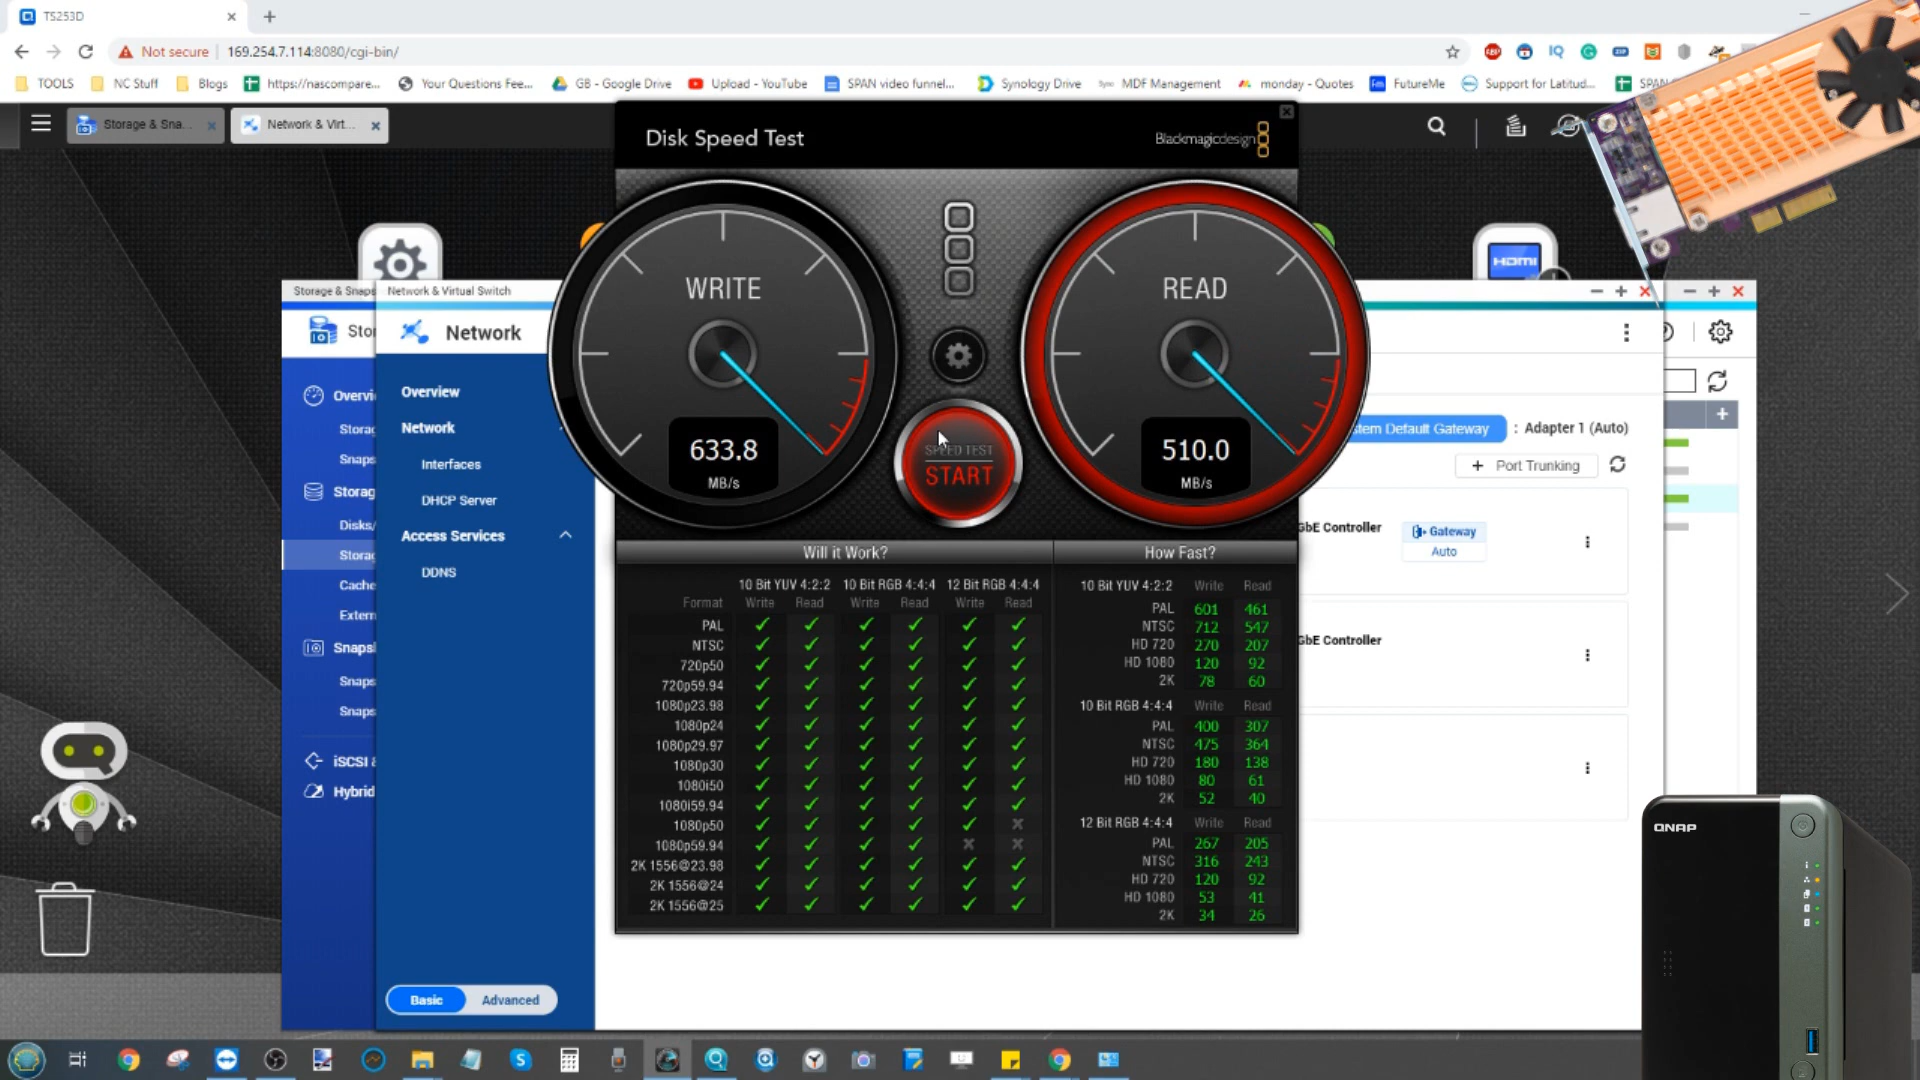 TS253D
Not secure 169.254.7.114:8080/cgi-bin/
TOOLS NC Stuff Blogs https://nascompare... Your Questions Fee... GB - Google Drive Upload - YouTube SPAN video funnel... Synology Drive MDF Management monday - Quotes FutureMe Support for Latitud... SPAN
Storage & Sna... Network & Virt...
Disk Speed Test Blackmagicdesign
HDMI
Storage & Snaps Network & Virtual Switch
Network
Overview
Network
Interfaces
DHCP Server
Access Services
DDNS
Basic Advanced
Snaps
Disks/
Cache
iSCSI &
Hybrid
WRITE READ
633.8 510.0
MB/s MB/s
SPEED TEST
START
Default Gateway : Adapter 1 (Auto)
+ Port Trunking
GbE Controller Gateway
Auto
GbE Controller
Will it Work? How Fast?
10 Bit YUV 4:2:2 10 Bit RGB 4:4:4 12 Bit RGB 4:4:4
Format Write Read Write Read Write Read
PAL ✓ ✓ ✓ ✓ ✓ ✓
NTSC ✓ ✓ ✓ ✓ ✓ ✓
720p50 ✓ ✓ ✓ ✓ ✓ ✓
720p59.94 ✓ ✓ ✓ ✓ ✓ ✓
1080p23.98 ✓ ✓ ✓ ✓ ✓ ✓
1080p24 ✓ ✓ ✓ ✓ ✓ ✓
1080p29.97 ✓ ✓ ✓ ✓ ✓ ✓
1080p30 ✓ ✓ ✓ ✓ ✓ ✓
1080i50 ✓ ✓ ✓ ✓ ✓ ✓
1080i59.94 ✓ ✓ ✓ ✓ ✓ ✓
1080p50 ✓ ✓ ✓ ✓ ✓ ✗
1080p59.94 ✓ ✓ ✓ ✓ ✗ ✗
2K 1556@23.98 ✓ ✓ ✓ ✓ ✓ ✓
2K 1556@24 ✓ ✓ ✓ ✓ ✓ ✓
2K 1556@25 ✓ ✓ ✓ ✓ ✓ ✓
10 Bit YUV 4:2:2 Write Read
PAL 601 461
NTSC 712 547
HD 720 270 207
HD 1080 120 92
2K 78 60
10 Bit RGB 4:4:4 Write Read
PAL 400 307
NTSC 475 364
HD 720 180 138
HD 1080 80 61
2K 52 40
12 Bit RGB 4:4:4 Write Read
PAL 267 205
NTSC 316 243
HD 720 120 92
HD 1080 53 41
2K 34 26
QNAP